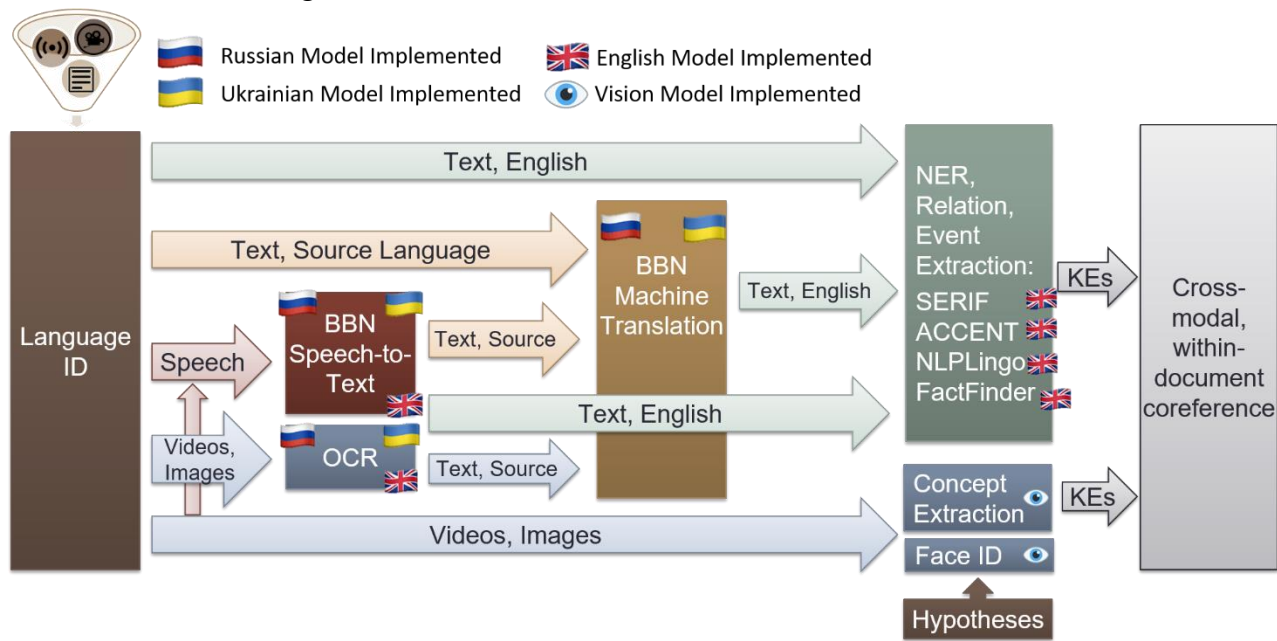 Russian Model Implemented
English Model Implemented
Ukrainian Model Implemented
Vision Model Implemented
Language
ID
Text, English
Text, Source Language
Speech
Videos,
Images
BBN
Speech-to-
Text
OCR
Text, Source
Text, Source
BBN
Machine
Translation
Text, English
Text, English
Videos, Images
NER,
Relation,
Event
Extraction:
SERIF
ACCENT
NLPLingo
FactFinder
Concept
Extraction
Face ID
Hypotheses
KEs
KEs
Cross-
modal,
within-
document
coreference